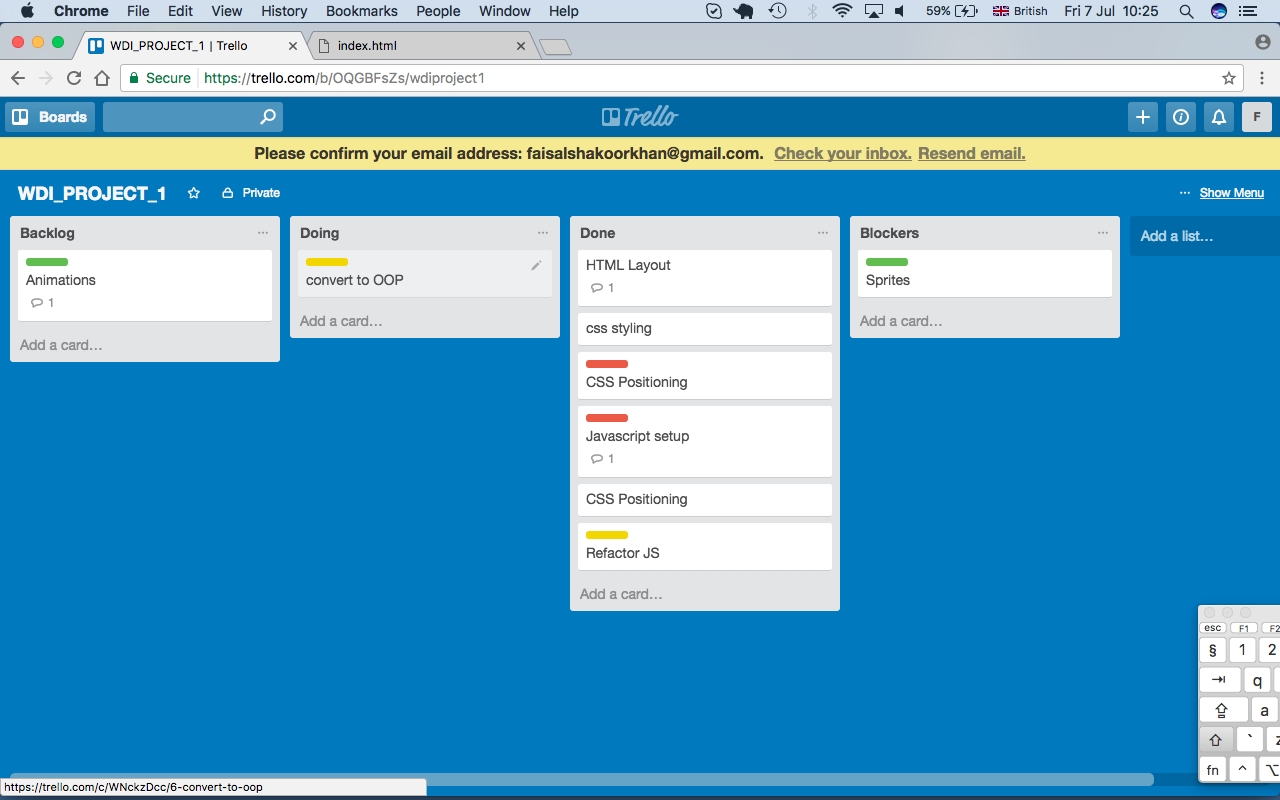 Chrome File Edit View History Bookmarks People Window Help 59% British Fri 7 Jul 10:25
WDI_PROJECT_1 | Trello index.html
Secure https://trello.com/b/OQGBFsZs/wdiproject1
Boards Trello F
Please confirm your email address: faisalshakoorkhan@gmail.com. Check your inbox. Resend email.
WDI_PROJECT_1 Private ... Show Menu
Backlog ...
Animations
1
Add a card...
Doing ...
convert to OOP
Add a card...
Done ...
HTML Layout
1
css styling
CSS Positioning
Javascript setup
1
CSS Positioning
Refactor JS
Add a card...
Blockers ...
Sprites
Add a card...
Add a list...
esc F1 F2
§ 1 2
q
a
` z
fn ^ ⌥
https://trello.com/c/WNckzDcc/6-convert-to-oop